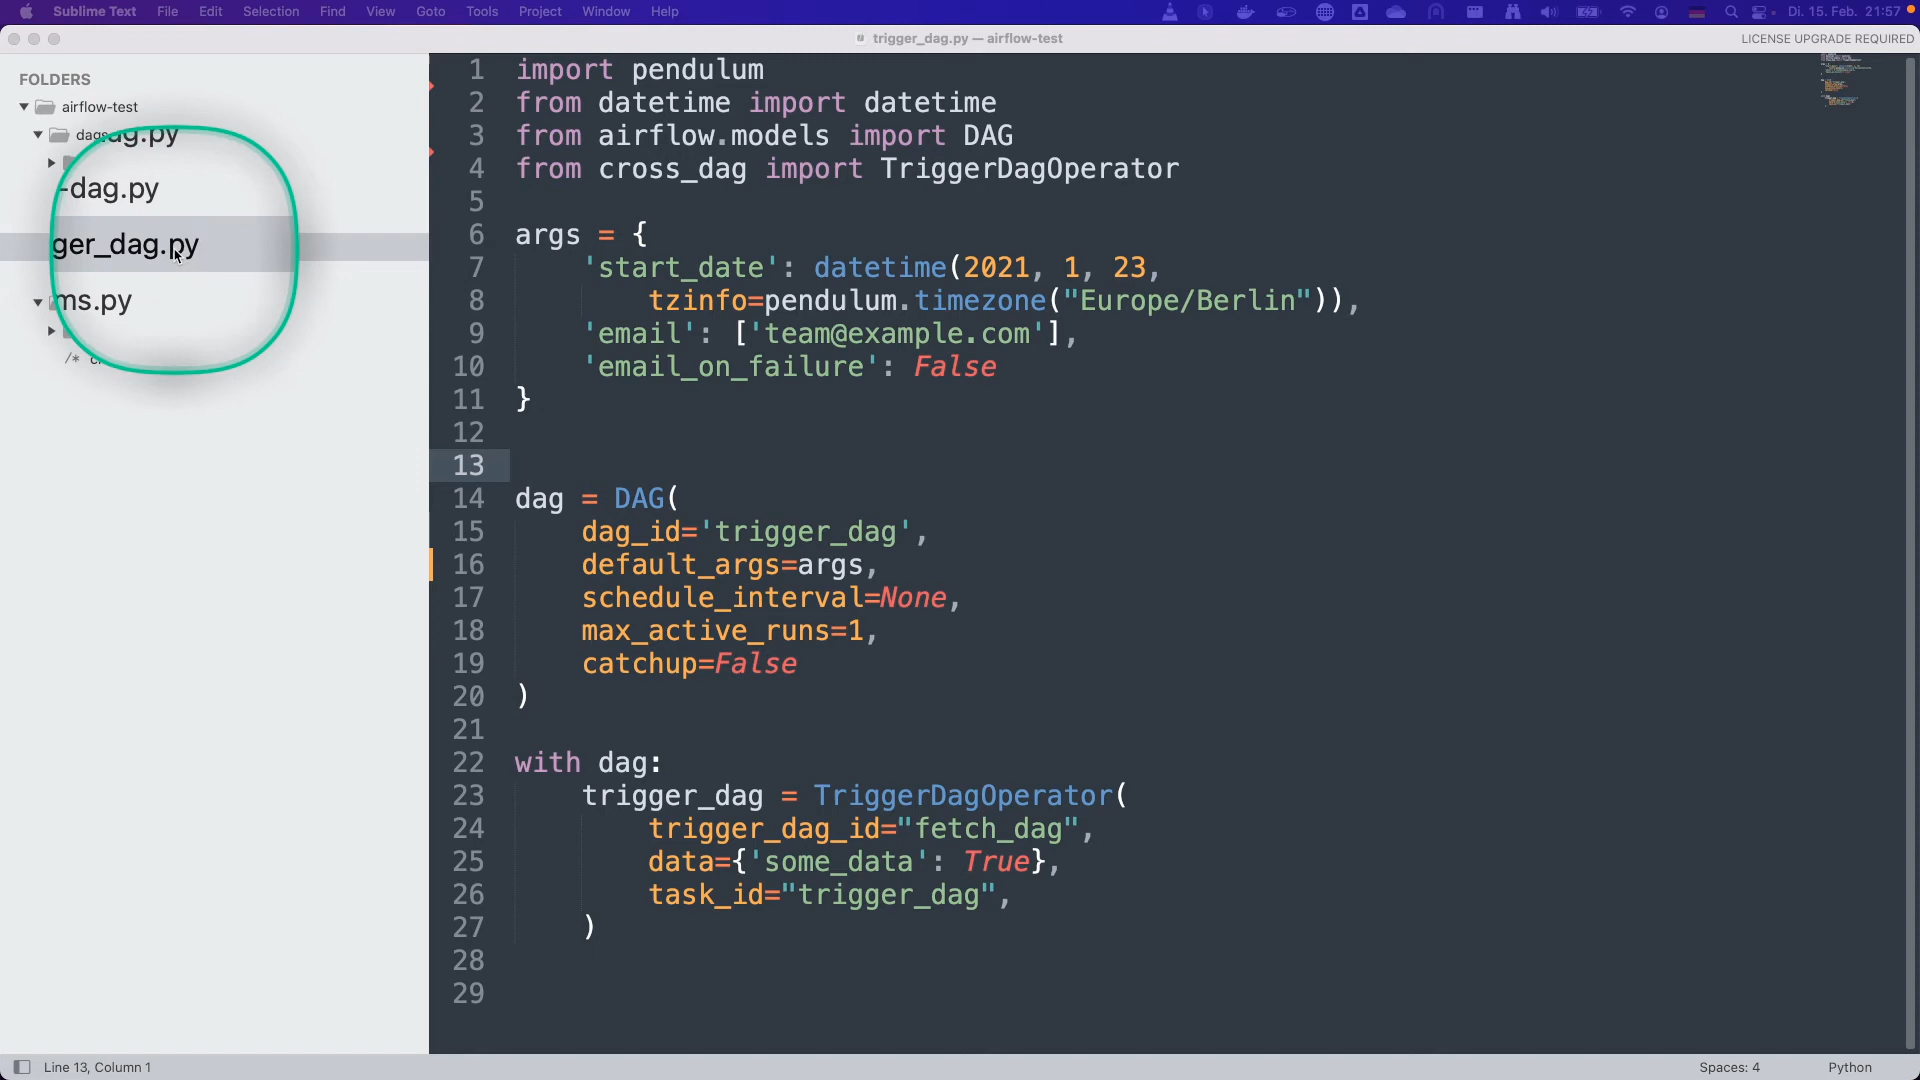 Sublime Text File Edit Selection Find View Goto Tools Project Window Help Di. 15. Feb. 21:57
trigger_dag.py — airflow-test LICENSE UPGRADE REQUIRED
FOLDERS
airflow-test
dags
-dag.py
ger_dag.py
ms.py
/*
1 import pendulum
2 from datetime import datetime
3 from airflow.models import DAG
4 from cross_dag import TriggerDagOperator
5
6 args = {
7 'start_date': datetime(2021, 1, 23,
8 tzinfo=pendulum.timezone("Europe/Berlin")),
9 'email': ['team@example.com'],
10 'email_on_failure': False
11 }
12
13
14 dag = DAG(
15 dag_id='trigger_dag',
16 default_args=args,
17 schedule_interval=None,
18 max_active_runs=1,
19 catchup=False
20 )
21
22 with dag:
23 trigger_dag = TriggerDagOperator(
24 trigger_dag_id="fetch_dag",
25 data={'some_data': True},
26 task_id="trigger_dag",
27 )
28
29
Line 13, Column 1 Spaces: 4 Python